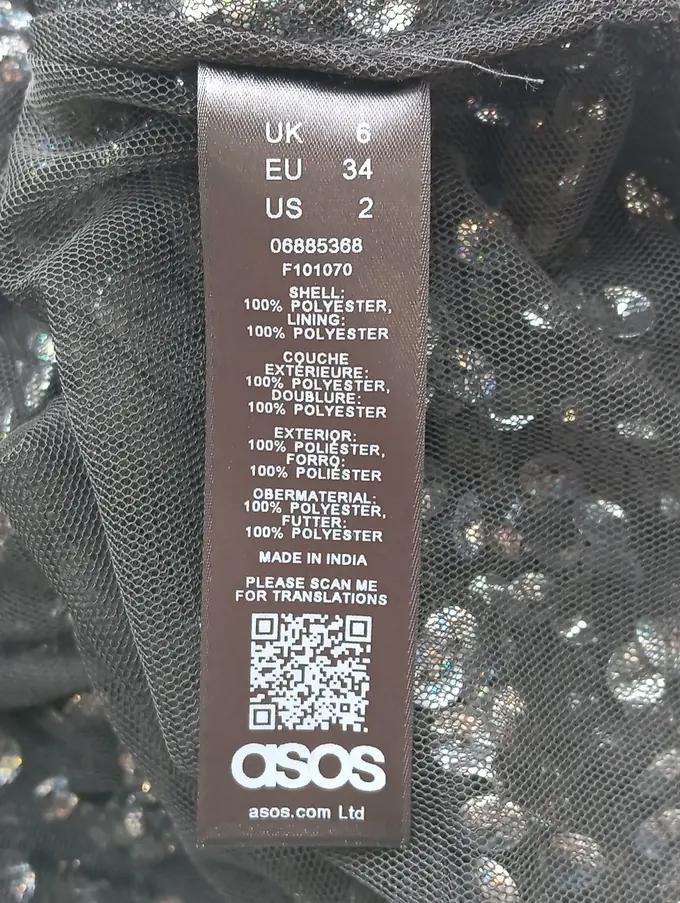 UK 6
EU 34
US 2
06885368
F101070
SHELL:
100% POLYESTER,
LINING:
100% POLYESTER
COUCHE
EXTÉRIEURE:
100% POLYESTER,
DOUBLURE:
100% POLYESTER
EXTERIOR:
100% POLIÉSTER,
FORRO:
100% POLIÉSTER
OBERMATERIAL:
100% POLYESTER,
FUTTER:
100% POLYESTER
MADE IN INDIA
PLEASE SCAN ME
FOR TRANSLATIONS
asos
asos.com Ltd